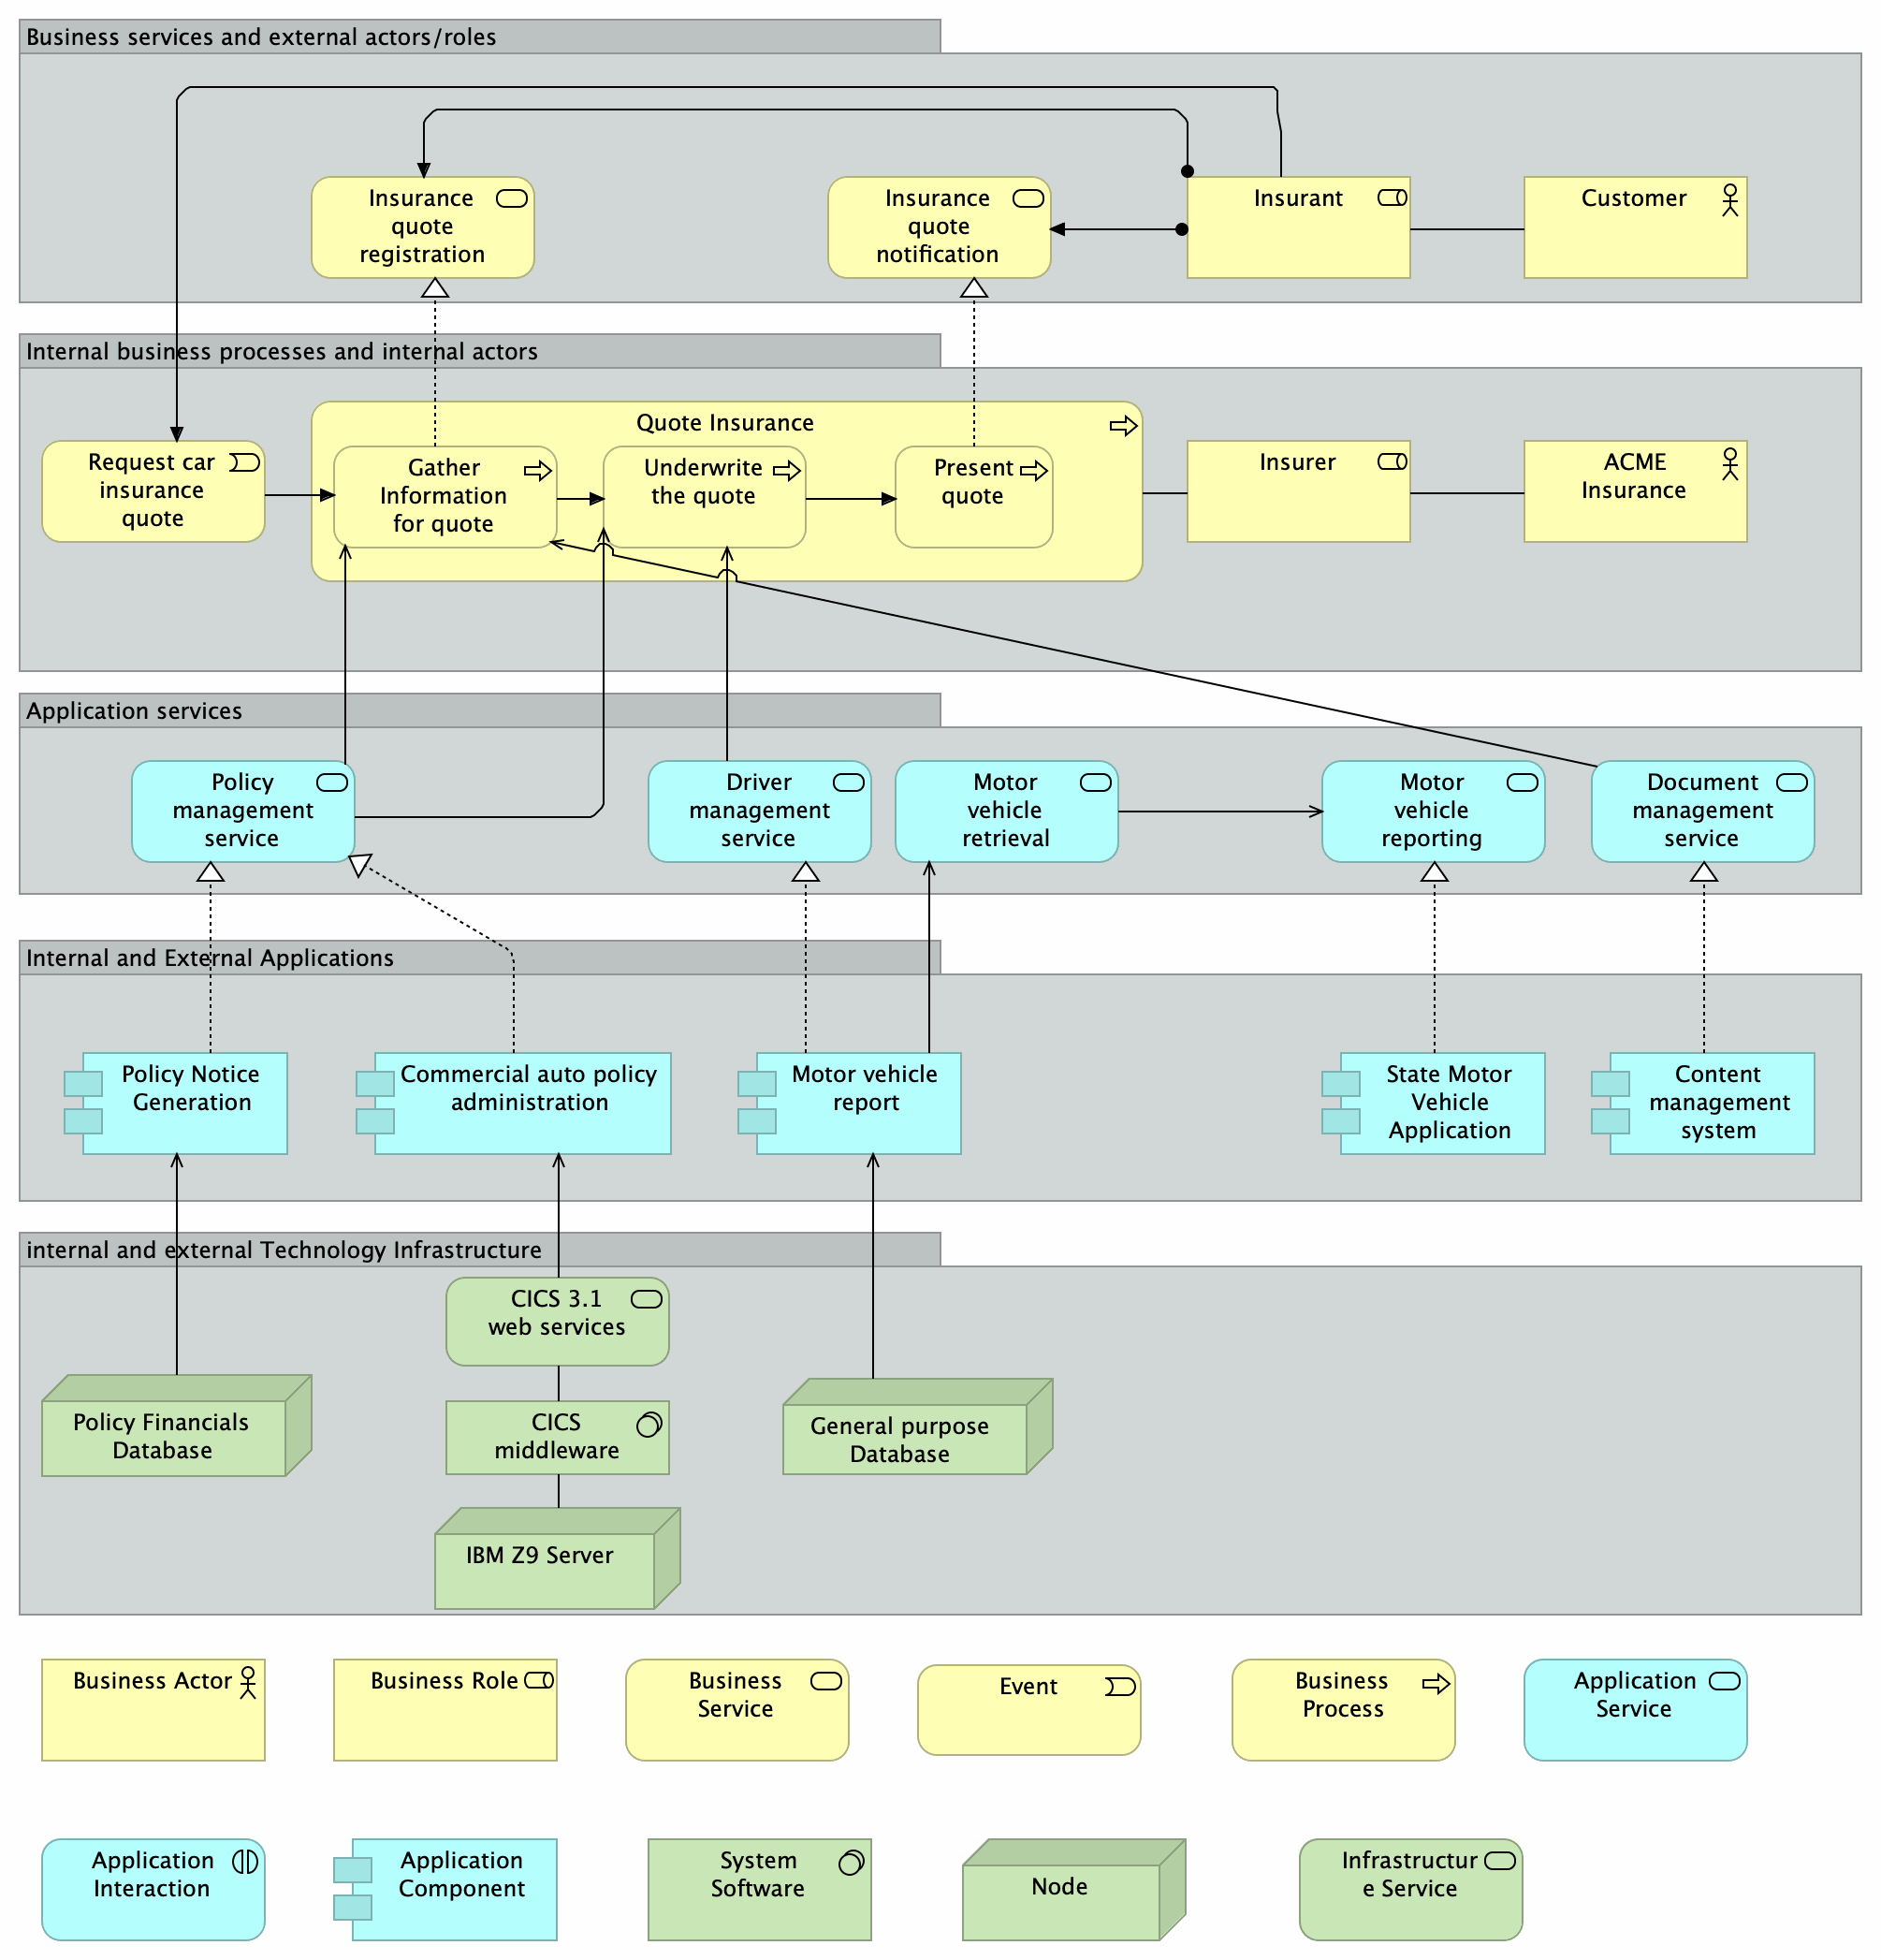 Business services and external actors/roles
Insurance
quote
registration
Insurance
quote
notification
Insurant
Customer
Internal business processes and internal actors
Quote Insurance
Request car
insurance
quote
Gather
Information
for quote
Underwrite
the quote
Present
quote
Insurer
ACME
Insurance
Application services
Policy
management
service
Driver
management
service
Motor
vehicle
retrieval
Motor
vehicle
reporting
Document
management
service
Internal and External Applications
Policy Notice
Generation
Commercial auto policy
administration
Motor vehicle
report
State Motor
Vehicle
Application
Content
management
system
internal and external Technology Infrastructure
CICS 3.1
web services
Policy Financials
Database
CICS
middleware
General purpose
Database
IBM Z9 Server
Business Actor
Business Role
Business
Service
Event
Business
Process
Application
Service
Application
Interaction
Application
Component
System
Software
Node
Infrastructur
e Service